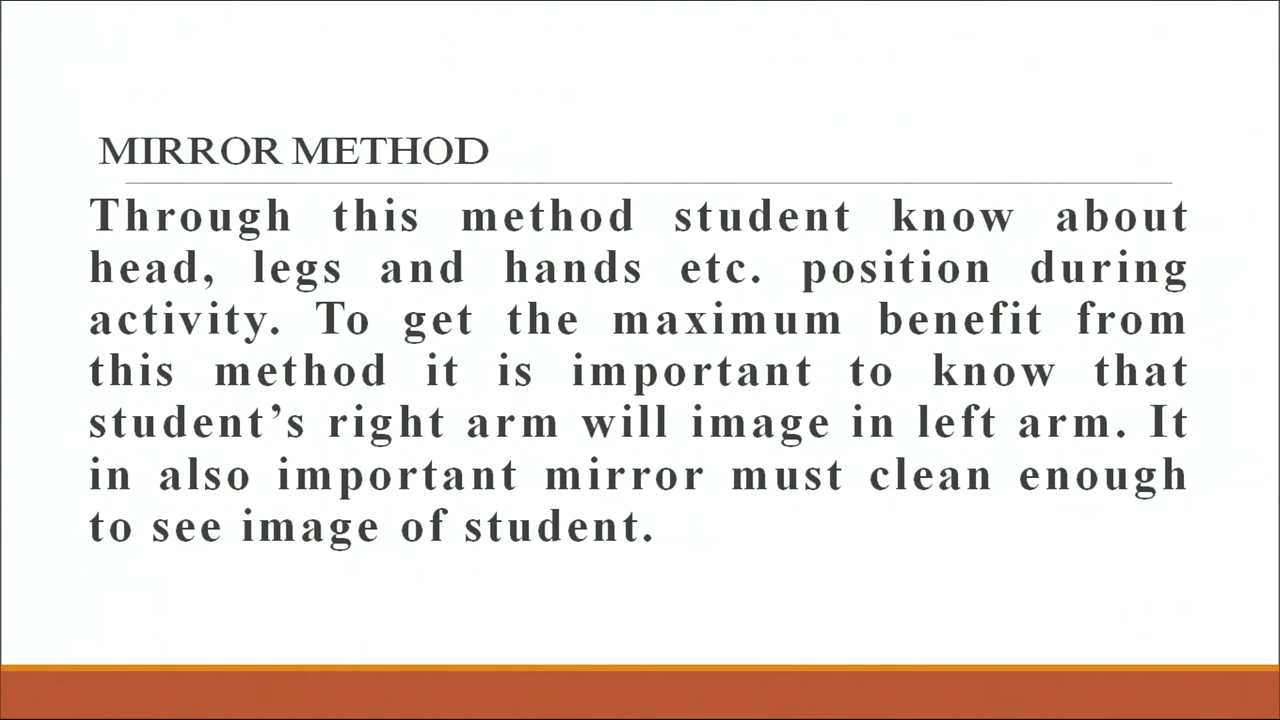 MIRROR METHOD
Through this method student know about
head, legs and hands etc. position during
activity. To get the maximum benefit from
this method it is important to know that
student’s right arm will image in left arm. It
in also important mirror must clean enough
to see image of student.